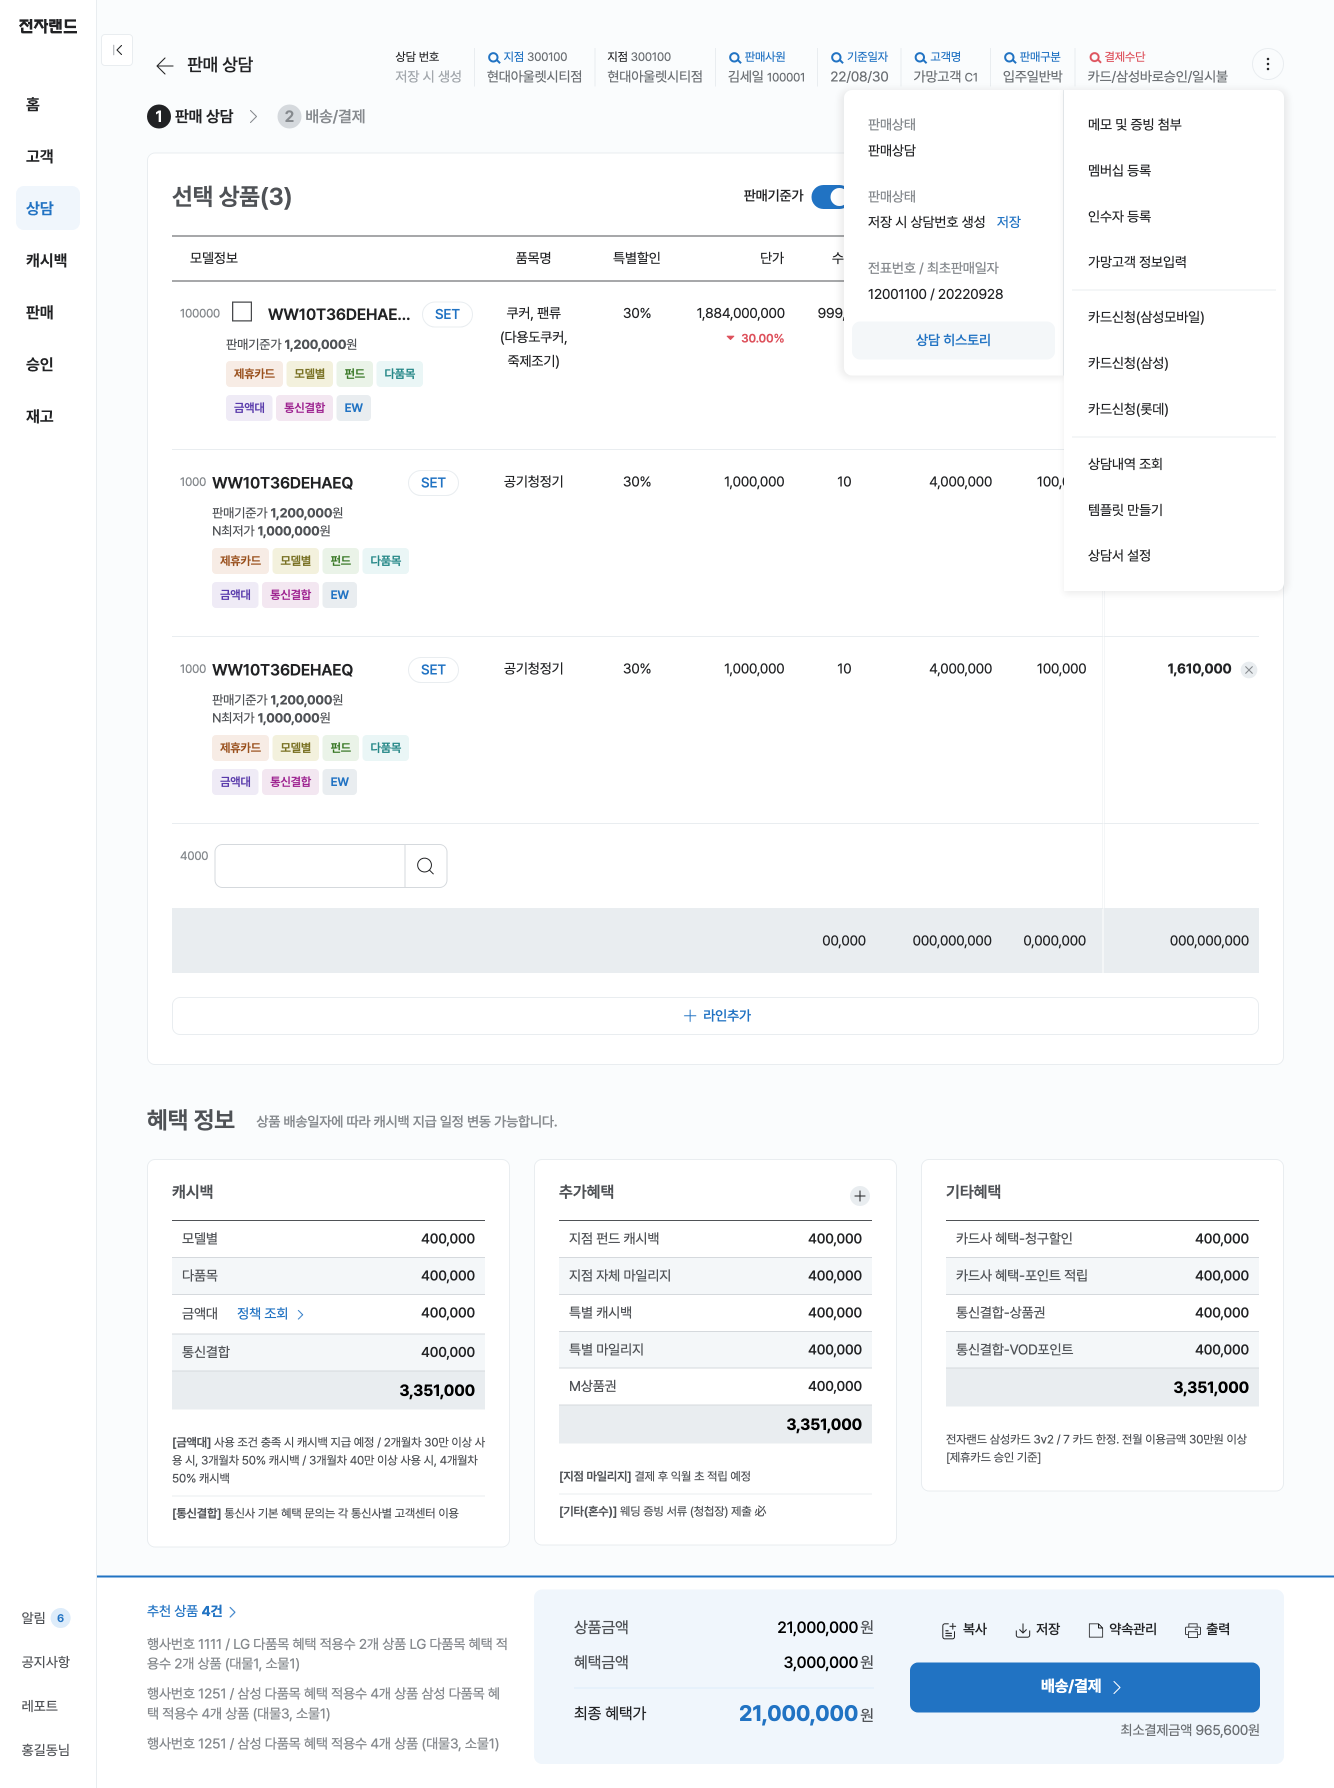 전자랜드
홈
고객
상담
캐시백
판매
승인
재고
알림 6
공지사항
레포트
홍길동님
판매 상담
상담 번호
저장 시 생성
지점 300100
현대아울렛시티점
지점 300100
현대아울렛시티점
판매사원
김세일 100001
기준일자
22/08/30
고객명
가망고객 C1
판매구분
입주일반박
결제수단
카드/삼성바로승인/일시불
1 판매 상담
2 배송/결제
판매상태
판매상담
판매상태
저장 시 상담번호 생성 저장
전표번호 / 최초판매일자
12001100 / 20220928
상담 히스토리
메모 및 증빙 첨부
멤버십 등록
인수자 등록
가망고객 정보입력
카드신청(삼성모바일)
카드신청(삼성)
카드신청(롯데)
상담내역 조회
템플릿 만들기
상담서 설정
선택 상품(3)
판매기준가
모델정보 품목명 특별할인 단가 수
100000 WW10T36DEHAE... SET 쿠커, 팬류 30% 1,884,000,000 999,
(다용도쿠커, 30.00%
죽제조기)
판매기준가 1,200,000원
제휴카드 모델별 펀드 다품목
금액대 통신결합 EW
1000 WW10T36DEHAEQ SET 공기청정기 30% 1,000,000 10 4,000,000 100,0
판매기준가 1,200,000원
N최저가 1,000,000원
제휴카드 모델별 펀드 다품목
금액대 통신결합 EW
1000 WW10T36DEHAEQ SET 공기청정기 30% 1,000,000 10 4,000,000 100,000 1,610,000
판매기준가 1,200,000원
N최저가 1,000,000원
제휴카드 모델별 펀드 다품목
금액대 통신결합 EW
4000
00,000 000,000,000 0,000,000 000,000,000
라인추가
혜택 정보 상품 배송일자에 따라 캐시백 지급 일정 변동 가능합니다.
캐시백
모델별 400,000
다품목 400,000
금액대 정책 조회 400,000
통신결합 400,000
3,351,000
[금액대] 사용 조건 충족 시 캐시백 지급 예정 / 2개월차 30만 이상 사
용 시, 3개월차 50% 캐시백 / 3개월차 40만 이상 사용 시, 4개월차
50% 캐시백
[통신결합] 통신사 기본 혜택 문의는 각 통신사별 고객센터 이용
추가혜택
지점 펀드 캐시백 400,000
지점 자체 마일리지 400,000
특별 캐시백 400,000
특별 마일리지 400,000
M상품권 400,000
3,351,000
[지점 마일리지] 결제 후 익월 초 적립 예정
[기타(혼수)] 웨딩 증빙 서류 (청첩장) 제출 必
기타혜택
카드사 혜택-청구할인 400,000
카드사 혜택-포인트 적립 400,000
통신결합-상품권 400,000
통신결합-VOD포인트 400,000
3,351,000
전자랜드 삼성카드 3v2 / 7 카드 한정. 전월 이용금액 30만원 이상
[제휴카드 승인 기준]
추천 상품 4건
행사번호 1111 / LG 다품목 혜택 적용수 2개 상품 LG 다품목 혜택 적
용수 2개 상품 (대물1, 소물1)
행사번호 1251 / 삼성 다품목 혜택 적용수 4개 상품 삼성 다품목 혜
택 적용수 4개 상품 (대물3, 소물1)
행사번호 1251 / 삼성 다품목 혜택 적용수 4개 상품 (대물3, 소물1)
상품금액 21,000,000원
혜택금액 3,000,000원
최종 혜택가 21,000,000원
복사 저장 약속관리 출력
배송/결제
최소결제금액 965,600원